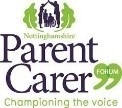 Nottinghamshire
Parent
Carer
FORUM
Championing the voice